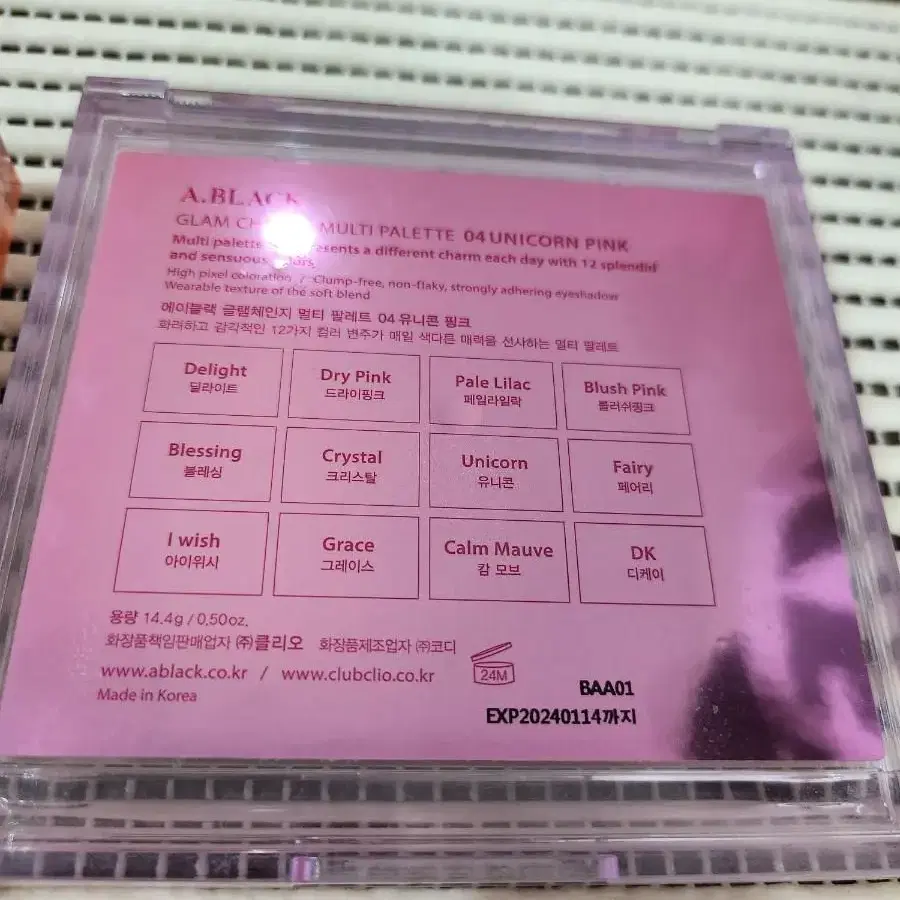 A.BLACK
GLAM MULTI PALETTE 04 UNICORN PINK
Multi palette a different charm each day with 12 splendid
and sensuous
High pixel coloration / Clump-free, non-flaky, strongly adhering eyeshadow
Wearable texture of the soft blend
에이블랙 글램체인지 멀티 팔레트 04 유니콘 핑크
화려하고 감각적인 12가지 컬러 변주가 매일 색다른 매력을 선사하는 멀티 팔레트
Delight Dry Pink Pale Lilac Blush Pink
딜라이트 드라이핑크 페일라일락 블러쉬핑크
Blessing Crystal Unicorn Fairy
블레싱 크리스탈 유니콘 페어리
I wish Grace Calm Mauve DK
아이위시 그레이스 캄 모브 디케이
용량 14.4g / 0.50oz.
화장품책임판매업자 ㈜클리오 화장품제조업자 ㈜코디
www.ablack.co.kr / www.clubclio.co.kr
24M
Made in Korea
BAA01
EXP20240114까지